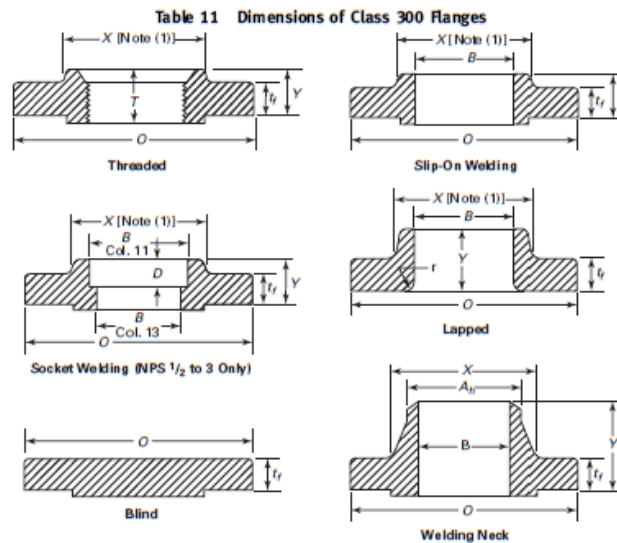 Table 11 Dimensions of Class 300 Flanges
X [Note (1)]
T
tf
Y
O
Threaded
X [Note (1)]
B
tf
O
Slip-On Welding
X [Note (1)]
B
Col. 11
D
tf
Y
B
Col. 13
O
Socket Welding (NPS 1/2 to 3 Only)
X [Note (1)]
B
Y
r
tf
O
Lapped
O
tf
Blind
X
Ah
B
Y
tf
O
Welding Neck